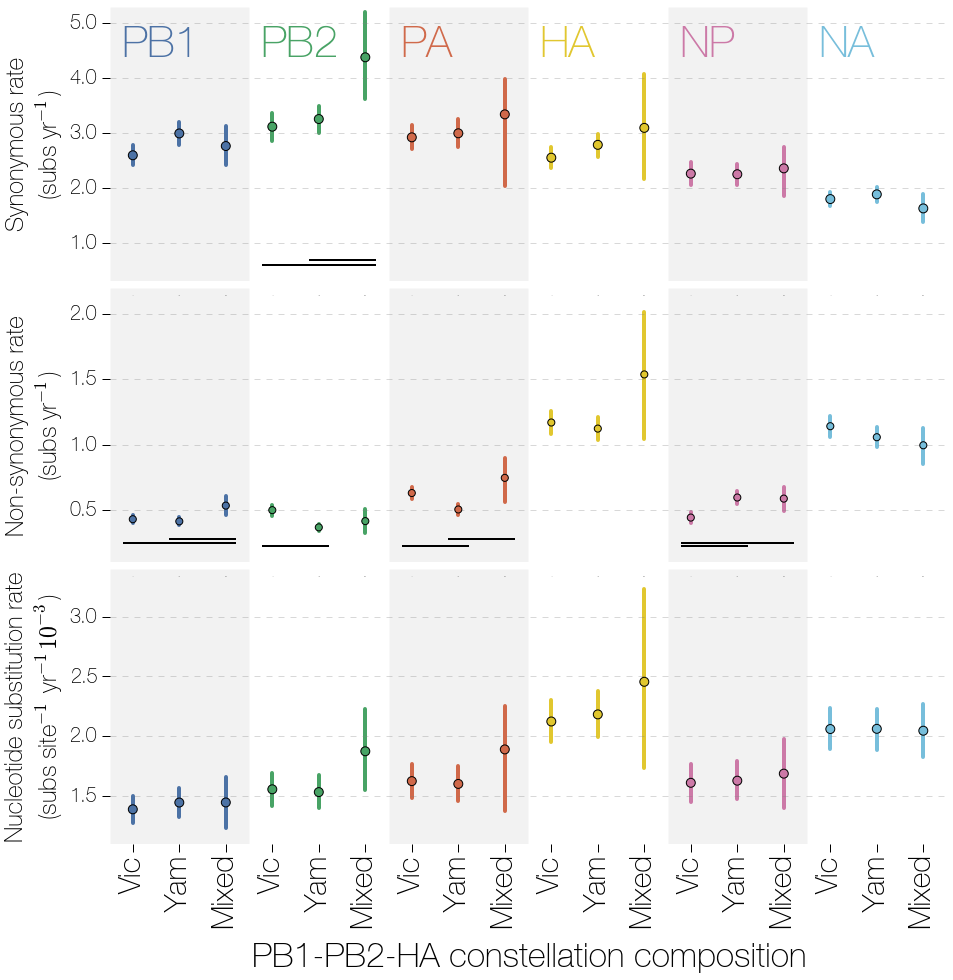 PB1 PB2 PA HA NP NA
Synonymous rate
(subs yr⁻¹)
5.0
4.0
3.0
2.0
1.0
Non-synonymous rate
(subs yr⁻¹)
2.0
1.5
1.0
0.5
Nucleotide substitution rate
(subs site⁻¹ yr⁻¹10⁻³)
3.0
2.5
2.0
1.5
Vic Yam Mixed Vic Yam Mixed Vic Yam Mixed Vic Yam Mixed Vic Yam Mixed Vic Yam Mixed
PB1-PB2-HA constellation composition